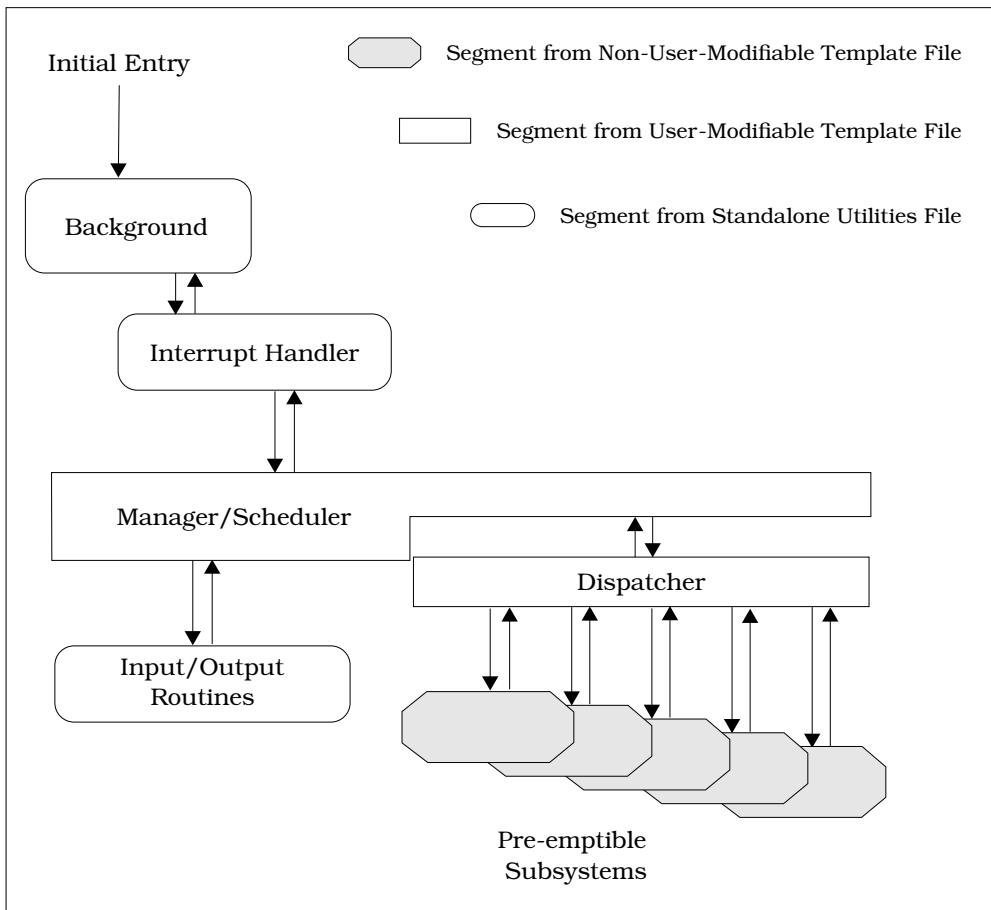 Initial Entry
Segment from Non-User-Modifiable Template File
Segment from User-Modifiable Template File
Segment from Standalone Utilities File
Background
Interrupt Handler
Manager/Scheduler
Dispatcher
Input/Output
Routines
Pre-emptible
Subsystems